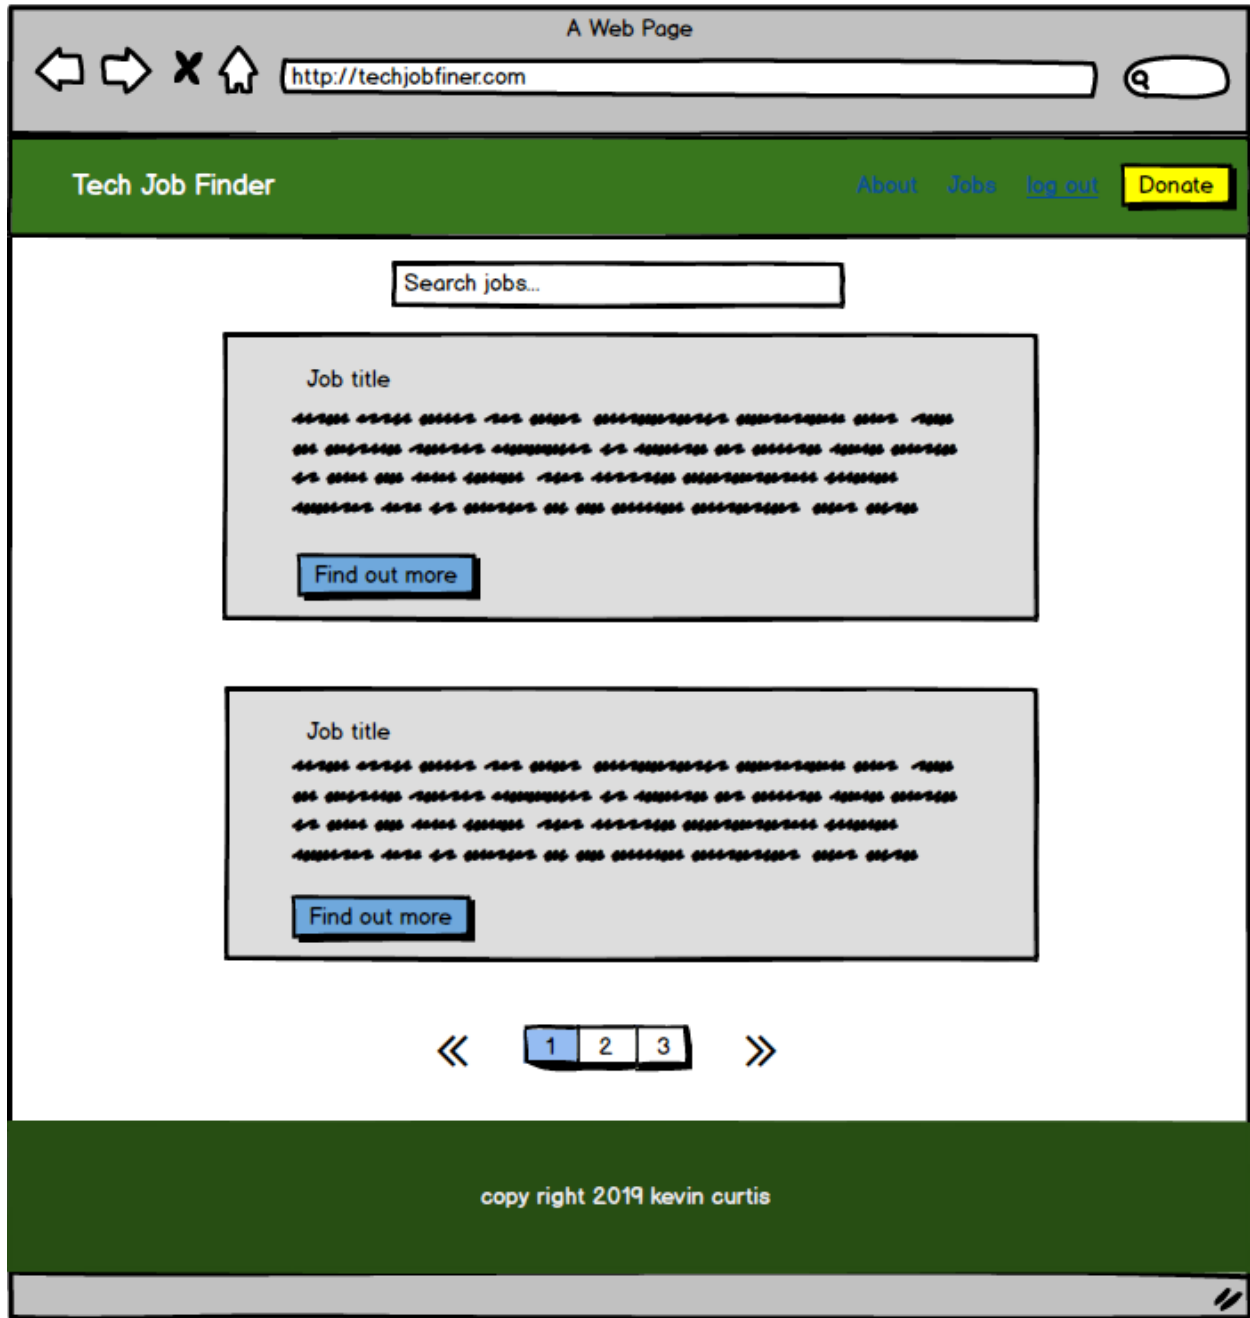 A Web Page
http://techjobfiner.com
Tech Job Finder
About Jobs log out Donate
Search jobs...
Job title
Find out more
Job title
Find out more
1 2 3
copy right 2019 kevin curtis